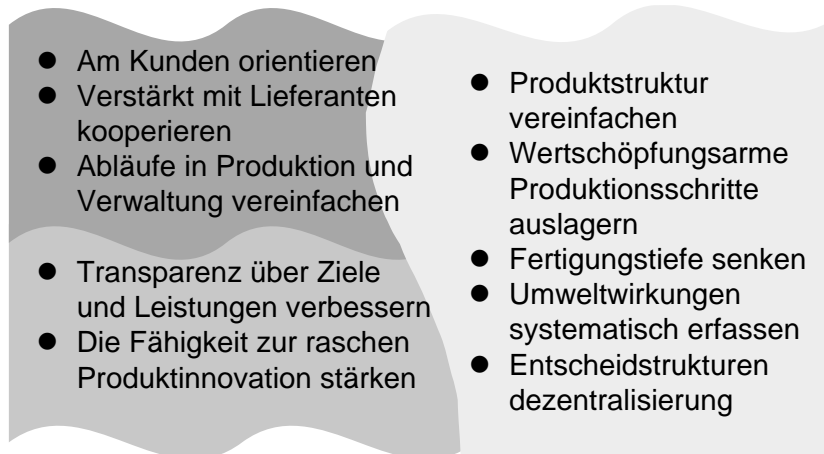 ● Am Kunden orientieren
● Verstärkt mit Lieferanten
kooperieren
● Abläufe in Produktion und
Verwaltung vereinfachen
● Transparenz über Ziele
und Leistungen verbessern
● Die Fähigkeit zur raschen
Produktinnovation stärken
● Produktstruktur
vereinfachen
● Wertschöpfungsarme
Produktionsschritte
auslagern
● Fertigungstiefe senken
● Umweltwirkungen
systematisch erfassen
● Entscheidstrukturen
dezentralisierung